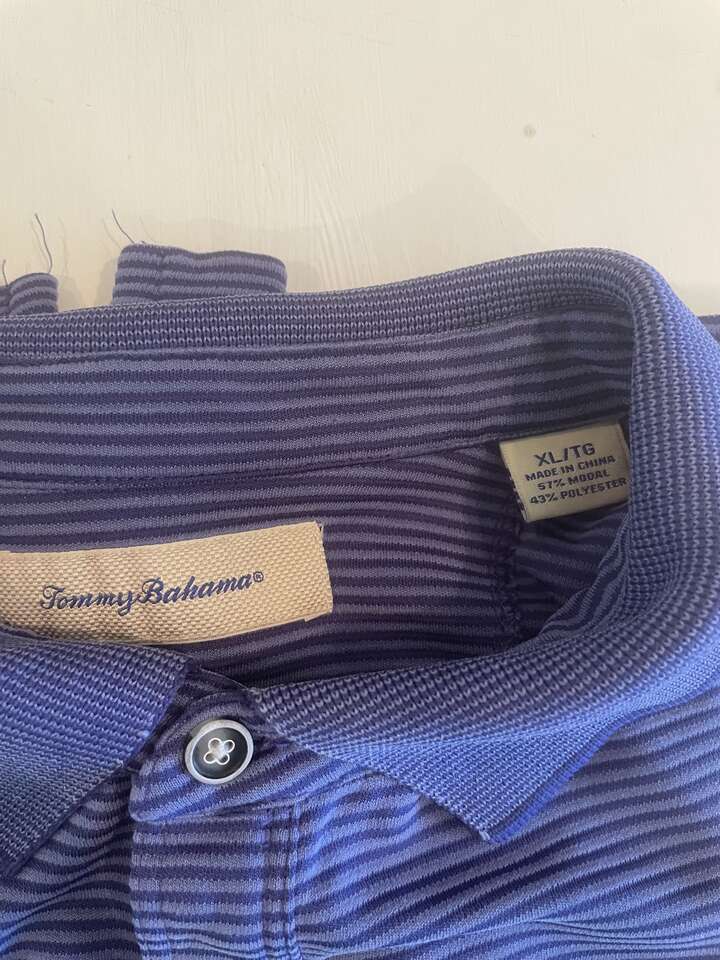 XL/TG
MADE IN CHINA
57% MODAL
43% POLYESTER
Tommy Bahama®